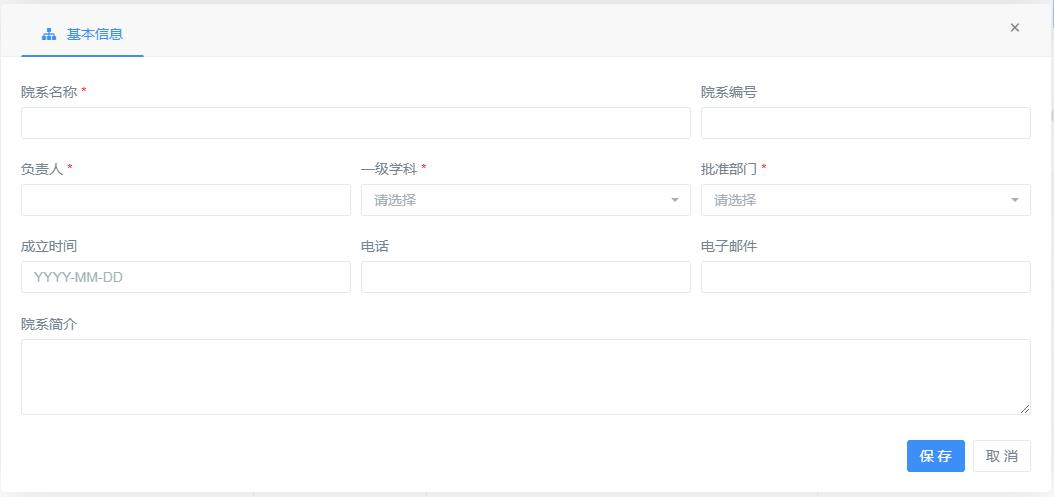 基本信息
×
院系名称 * 院系编号
负责人 * 一级学科 * 批准部门 *
请选择 请选择
成立时间 电话 电子邮件
YYYY-MM-DD
院系简介
保 存 取 消